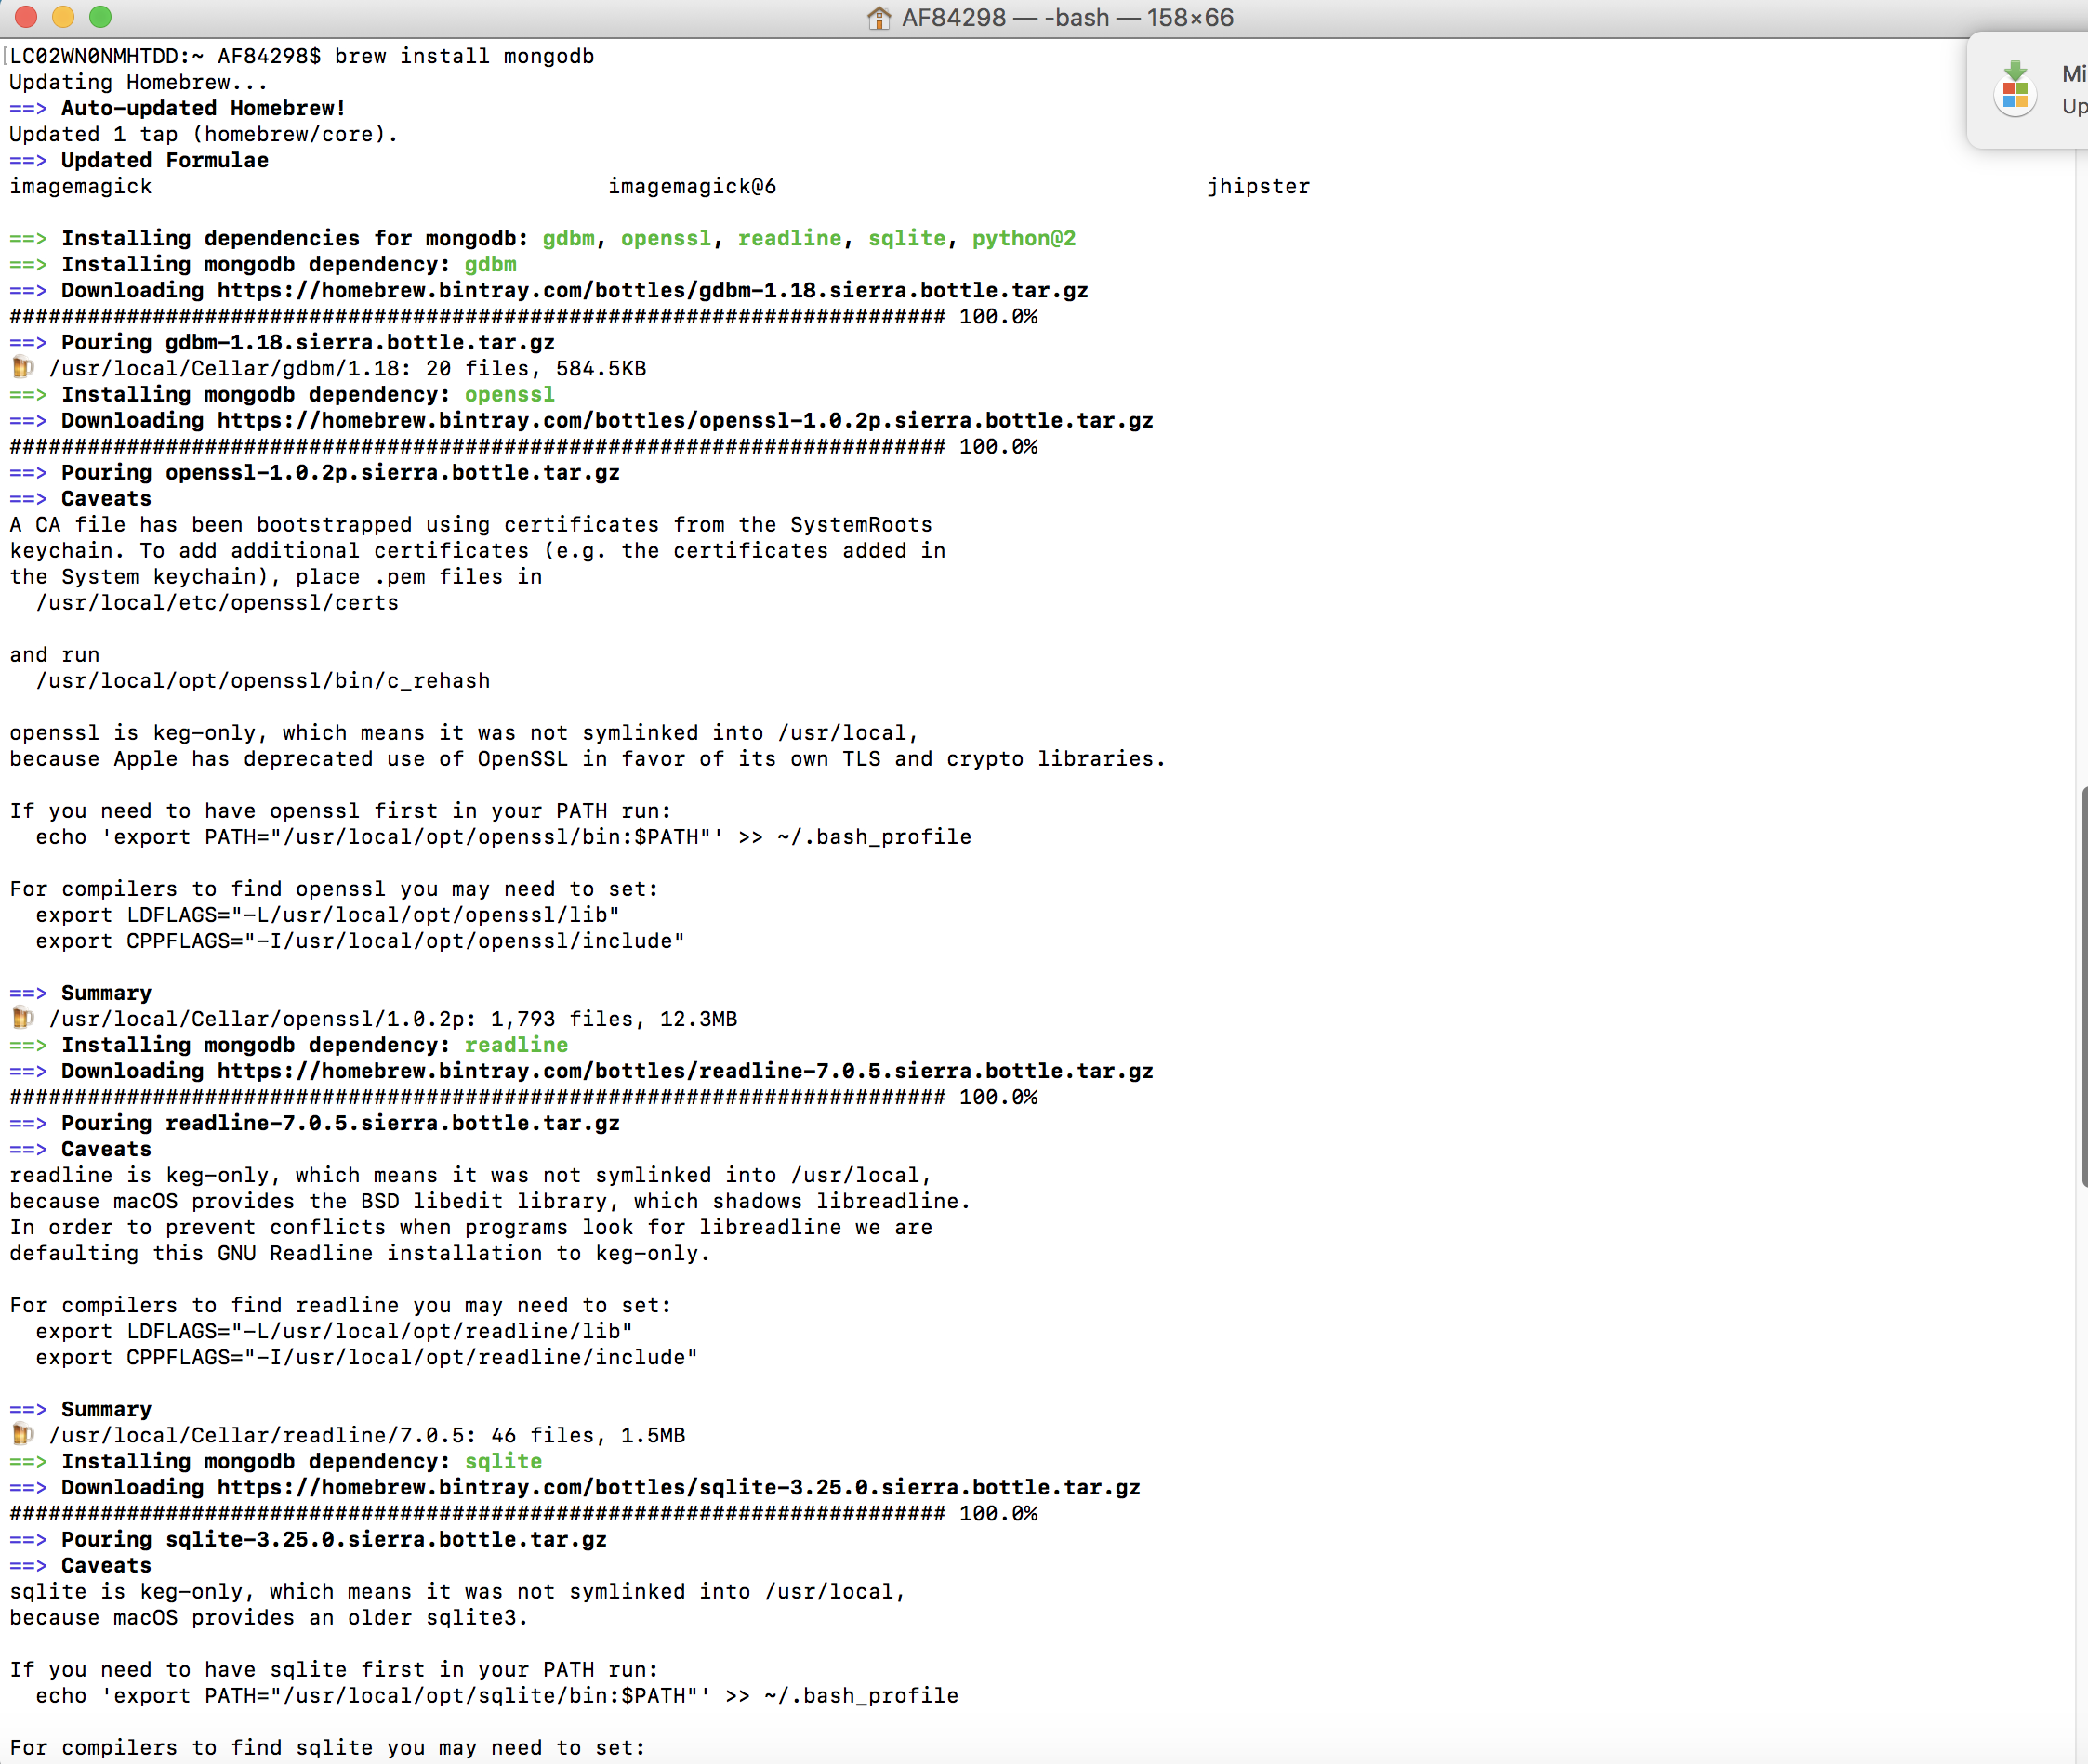 AF84298 — -bash — 158×66
LC02WN0NMHTDD:~ AF84298$ brew install mongodb
Updating Homebrew...
==> Auto-updated Homebrew!
Updated 1 tap (homebrew/core).
==> Updated Formulae
imagemagick imagemagick@6 jhipster
==> Installing dependencies for mongodb: gdbm, openssl, readline, sqlite, python@2
==> Installing mongodb dependency: gdbm
==> Downloading https://homebrew.bintray.com/bottles/gdbm-1.18.sierra.bottle.tar.gz
######################################################################## 100.0%
==> Pouring gdbm-1.18.sierra.bottle.tar.gz
🍺 /usr/local/Cellar/gdbm/1.18: 20 files, 584.5KB
==> Installing mongodb dependency: openssl
==> Downloading https://homebrew.bintray.com/bottles/openssl-1.0.2p.sierra.bottle.tar.gz
######################################################################## 100.0%
==> Pouring openssl-1.0.2p.sierra.bottle.tar.gz
==> Caveats
A CA file has been bootstrapped using certificates from the SystemRoots
keychain. To add additional certificates (e.g. the certificates added in
the System keychain), place .pem files in
/usr/local/etc/openssl/certs
and run
/usr/local/opt/openssl/bin/c_rehash
openssl is keg-only, which means it was not symlinked into /usr/local,
because Apple has deprecated use of OpenSSL in favor of its own TLS and crypto libraries.
If you need to have openssl first in your PATH run:
echo 'export PATH="/usr/local/opt/openssl/bin:$PATH"' >> ~/.bash_profile
For compilers to find openssl you may need to set:
export LDFLAGS="-L/usr/local/opt/openssl/lib"
export CPPFLAGS="-I/usr/local/opt/openssl/include"
==> Summary
🍺 /usr/local/Cellar/openssl/1.0.2p: 1,793 files, 12.3MB
==> Installing mongodb dependency: readline
==> Downloading https://homebrew.bintray.com/bottles/readline-7.0.5.sierra.bottle.tar.gz
######################################################################## 100.0%
==> Pouring readline-7.0.5.sierra.bottle.tar.gz
==> Caveats
readline is keg-only, which means it was not symlinked into /usr/local,
because macOS provides the BSD libedit library, which shadows libreadline.
In order to prevent conflicts when programs look for libreadline we are
defaulting this GNU Readline installation to keg-only.
For compilers to find readline you may need to set:
export LDFLAGS="-L/usr/local/opt/readline/lib"
export CPPFLAGS="-I/usr/local/opt/readline/include"
==> Summary
🍺 /usr/local/Cellar/readline/7.0.5: 46 files, 1.5MB
==> Installing mongodb dependency: sqlite
==> Downloading https://homebrew.bintray.com/bottles/sqlite-3.25.0.sierra.bottle.tar.gz
######################################################################## 100.0%
==> Pouring sqlite-3.25.0.sierra.bottle.tar.gz
==> Caveats
sqlite is keg-only, which means it was not symlinked into /usr/local,
because macOS provides an older sqlite3.
If you need to have sqlite first in your PATH run:
echo 'export PATH="/usr/local/opt/sqlite/bin:$PATH"' >> ~/.bash_profile
For compilers to find sqlite you may need to set: